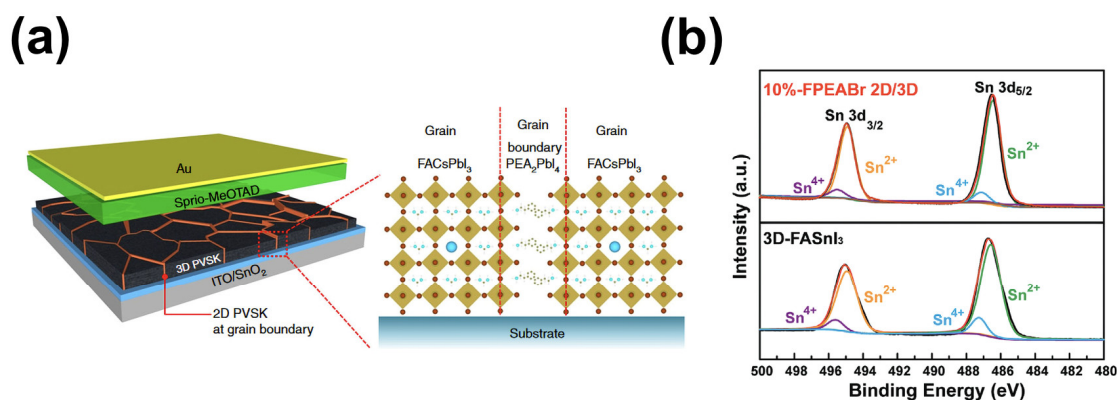 (a)
Au
Sprio-MeOTAD
3D PVSK
ITO/SnO₂
2D PVSK
at grain boundary
Grain
Grain
boundary
Grain
FACsPbI₃
PEA₂PbI₄
FACsPbI₃
Substrate
(b)
10%-FPEABr 2D/3D
Sn 3d₃/₂
Sn 3d₅/₂
Sn²⁺
Sn⁴⁺
Sn²⁺
Sn⁴⁺
3D-FASnI₃
Sn²⁺
Sn⁴⁺
Sn²⁺
Sn⁴⁺
Intensity (a.u.)
500 498 496 494 492 490 488 486 484 482 480
Binding Energy (eV)